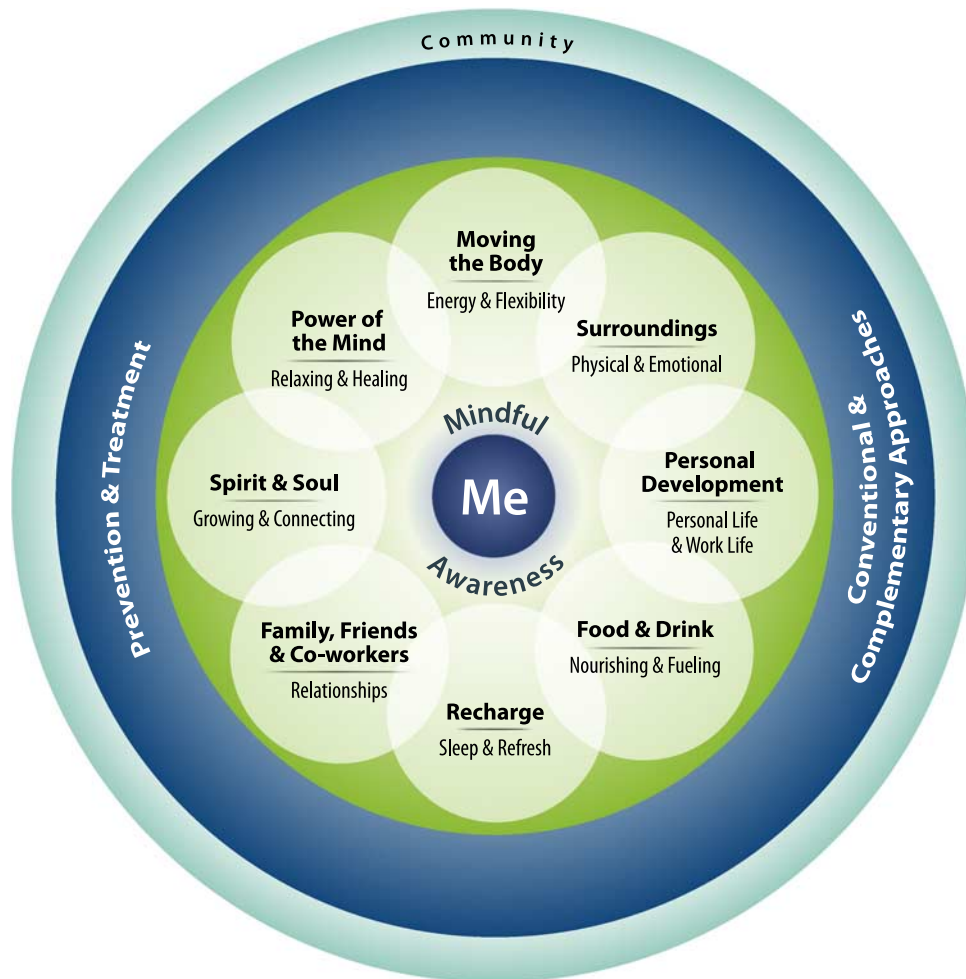 Community
Prevention & Treatment
Conventional &
Complementary Approaches
Moving
the Body
Energy & Flexibility
Surroundings
Physical & Emotional
Personal
Development
Personal Life
& Work Life
Food & Drink
Nourishing & Fueling
Recharge
Sleep & Refresh
Family, Friends
& Co-workers
Relationships
Spirit & Soul
Growing & Connecting
Power of
the Mind
Relaxing & Healing
Mindful
Me
Awareness